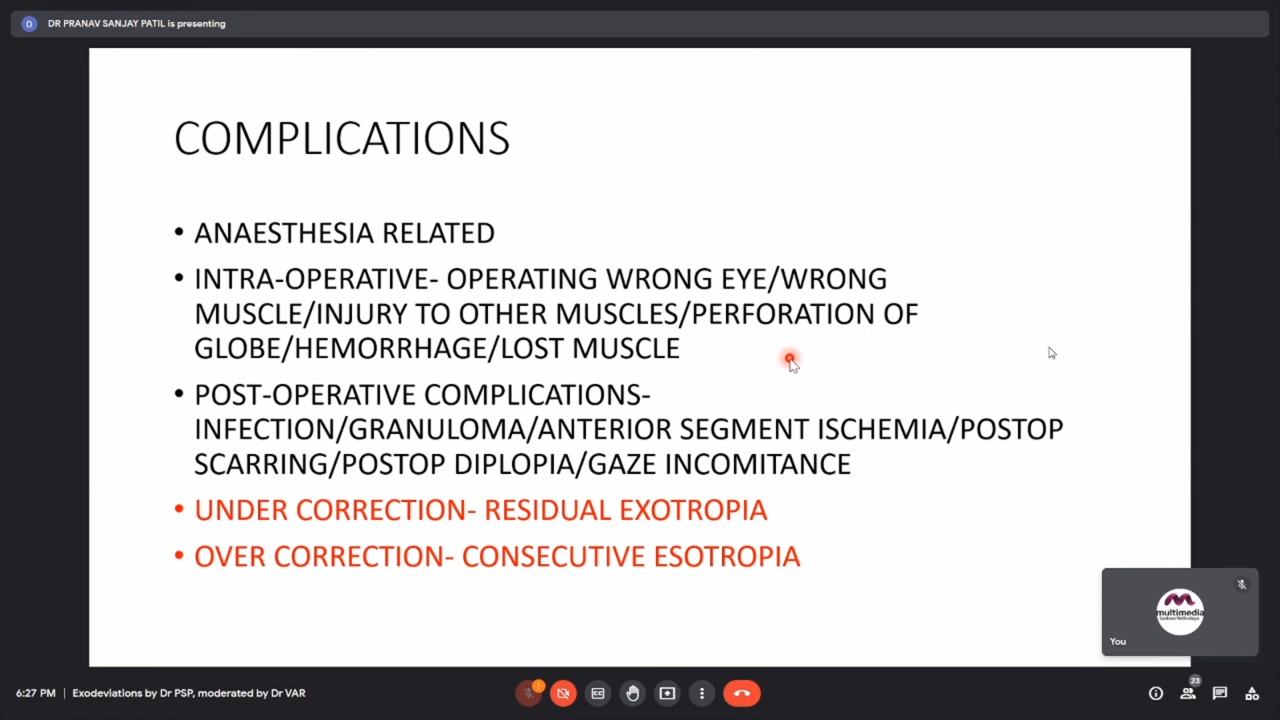 D
DR PRANAV SANJAY PATIL is presenting
COMPLICATIONS
• ANAESTHESIA RELATED
• INTRA-OPERATIVE- OPERATING WRONG EYE/WRONG
MUSCLE/INJURY TO OTHER MUSCLES/PERFORATION OF
GLOBE/HEMORRHAGE/LOST MUSCLE
• POST-OPERATIVE COMPLICATIONS-
INFECTION/GRANULOMA/ANTERIOR SEGMENT ISCHEMIA/POSTOP
SCARRING/POSTOP DIPLOPIA/GAZE INCOMITANCE
• UNDER CORRECTION- RESIDUAL EXOTROPIA
• OVER CORRECTION- CONSECUTIVE ESOTROPIA
multimedia
You
6:27 PM | Exodeviations by Dr PSP, moderated by Dr VAR
23